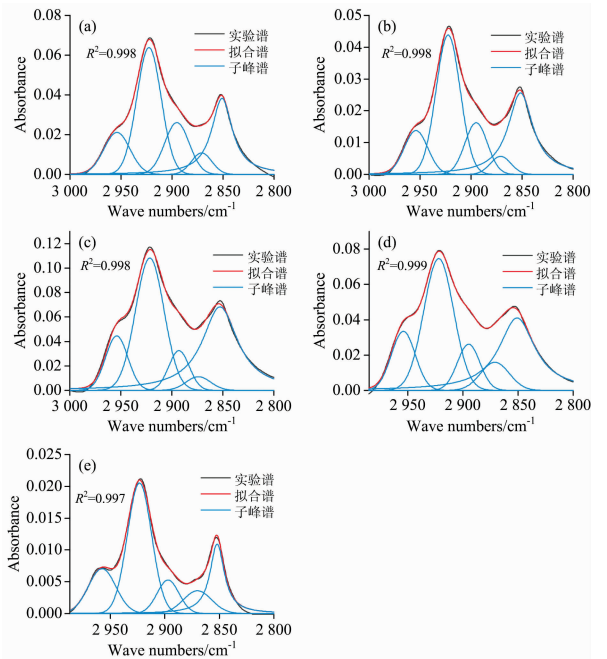 (a)
R²=0.998
实验谱
拟合谱
子峰谱
Absorbance
0.08
0.06
0.04
0.02
0.00
3 000 2 950 2 900 2 850 2 800
Wave numbers/cm⁻¹
(b)
R²=0.998
实验谱
拟合谱
子峰谱
Absorbance
0.05
0.04
0.03
0.02
0.01
0.00
3 000 2 950 2 900 2 850 2 800
Wave numbers/cm⁻¹
(c)
R²=0.998
实验谱
拟合谱
子峰谱
Absorbance
0.12
0.10
0.08
0.06
0.04
0.02
0.00
3 000 2 950 2 900 2 850 2 800
Wave numbers/cm⁻¹
(d)
R²=0.999
实验谱
拟合谱
子峰谱
Absorbance
0.08
0.06
0.04
0.02
0.00
2 950 2 900 2 850 2 800
Wave numbers/cm⁻¹
(e)
R²=0.997
实验谱
拟合谱
子峰谱
Absorbance
0.025
0.020
0.015
0.010
0.005
0.000
2 950 2 900 2 850 2 800
Wave numbers/cm⁻¹